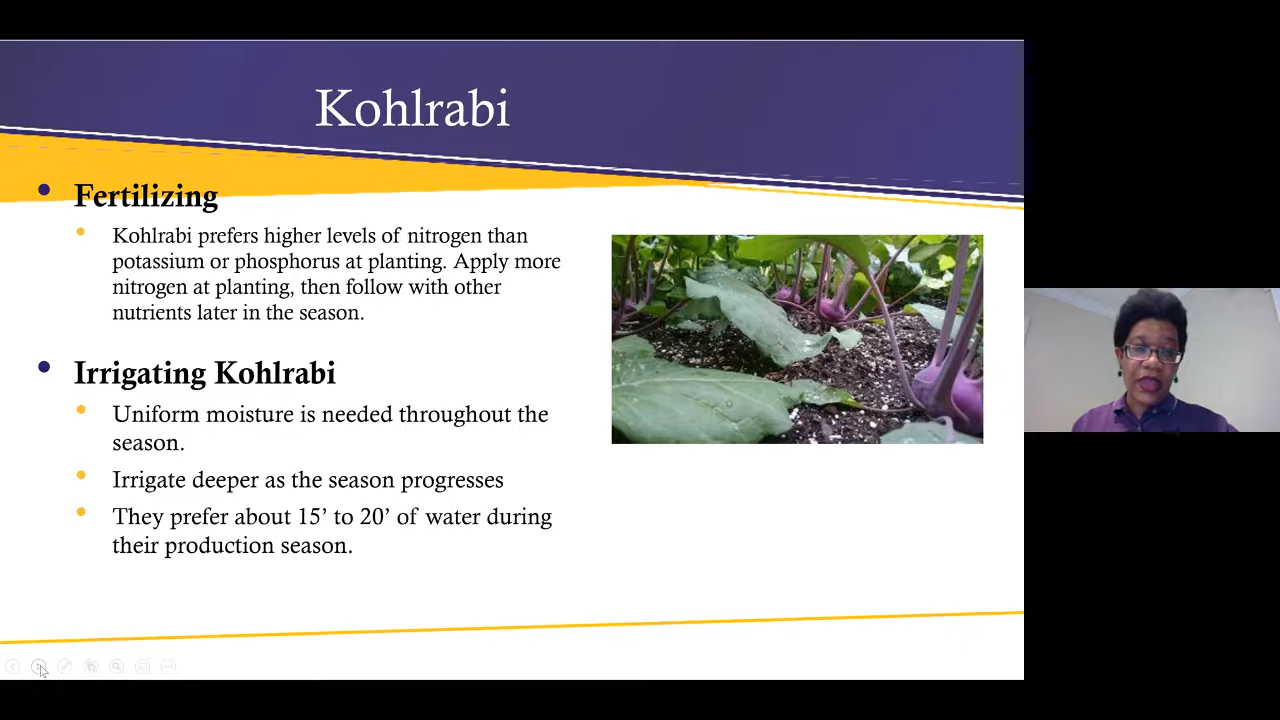 Kohlrabi
Fertilizing
Kohlrabi prefers higher levels of nitrogen than
potassium or phosphorus at planting. Apply more
nitrogen at planting, then follow with other
nutrients later in the season.
Irrigating Kohlrabi
Uniform moisture is needed throughout the
season.
Irrigate deeper as the season progresses
They prefer about 15’ to 20’ of water during
their production season.